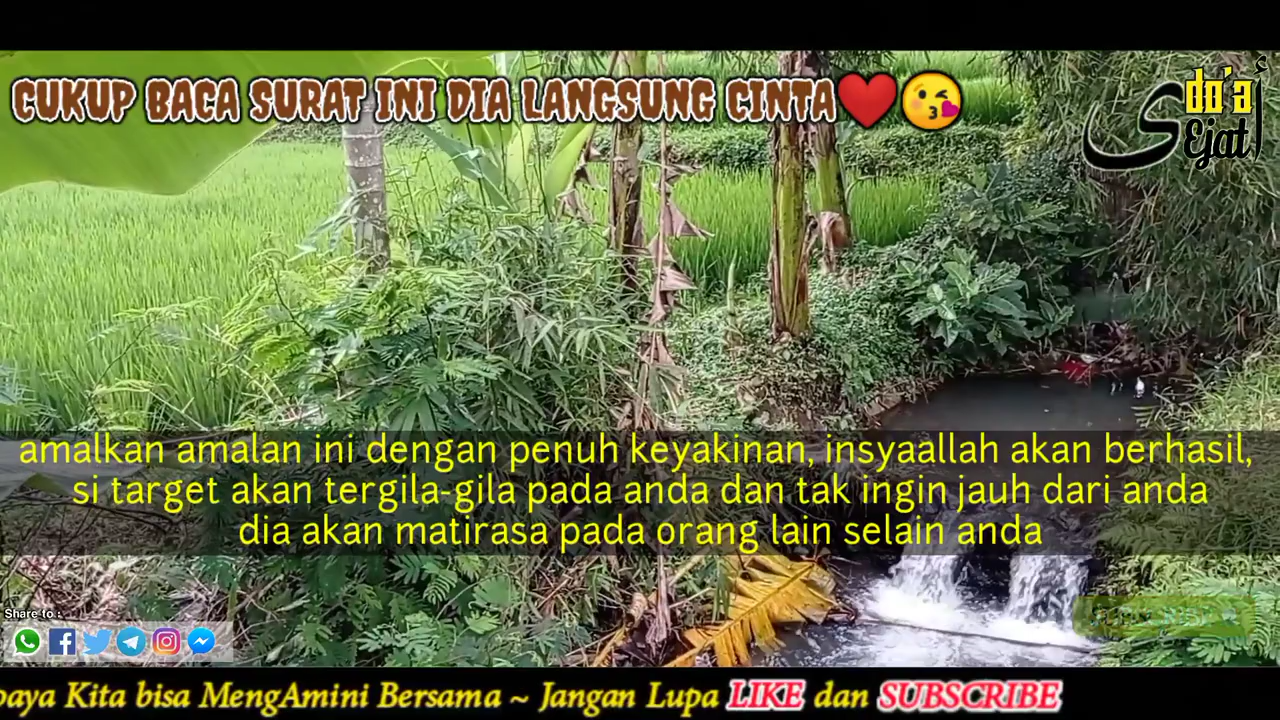 CUKUP BACA SURAT INI DIA LANGSUNG CINTA❤️😘
do'a
Ejati
amalkan amalan ini dengan penuh keyakinan, insyaallah akan berhasil,
si target akan tergila-gila pada anda dan tak ingin jauh dari anda
dia akan matirasa pada orang lain selain anda
Share to :
paya Kita bisa MengAmini Bersama ~ Jangan Lupa LIKE dan SUBSCRIBE